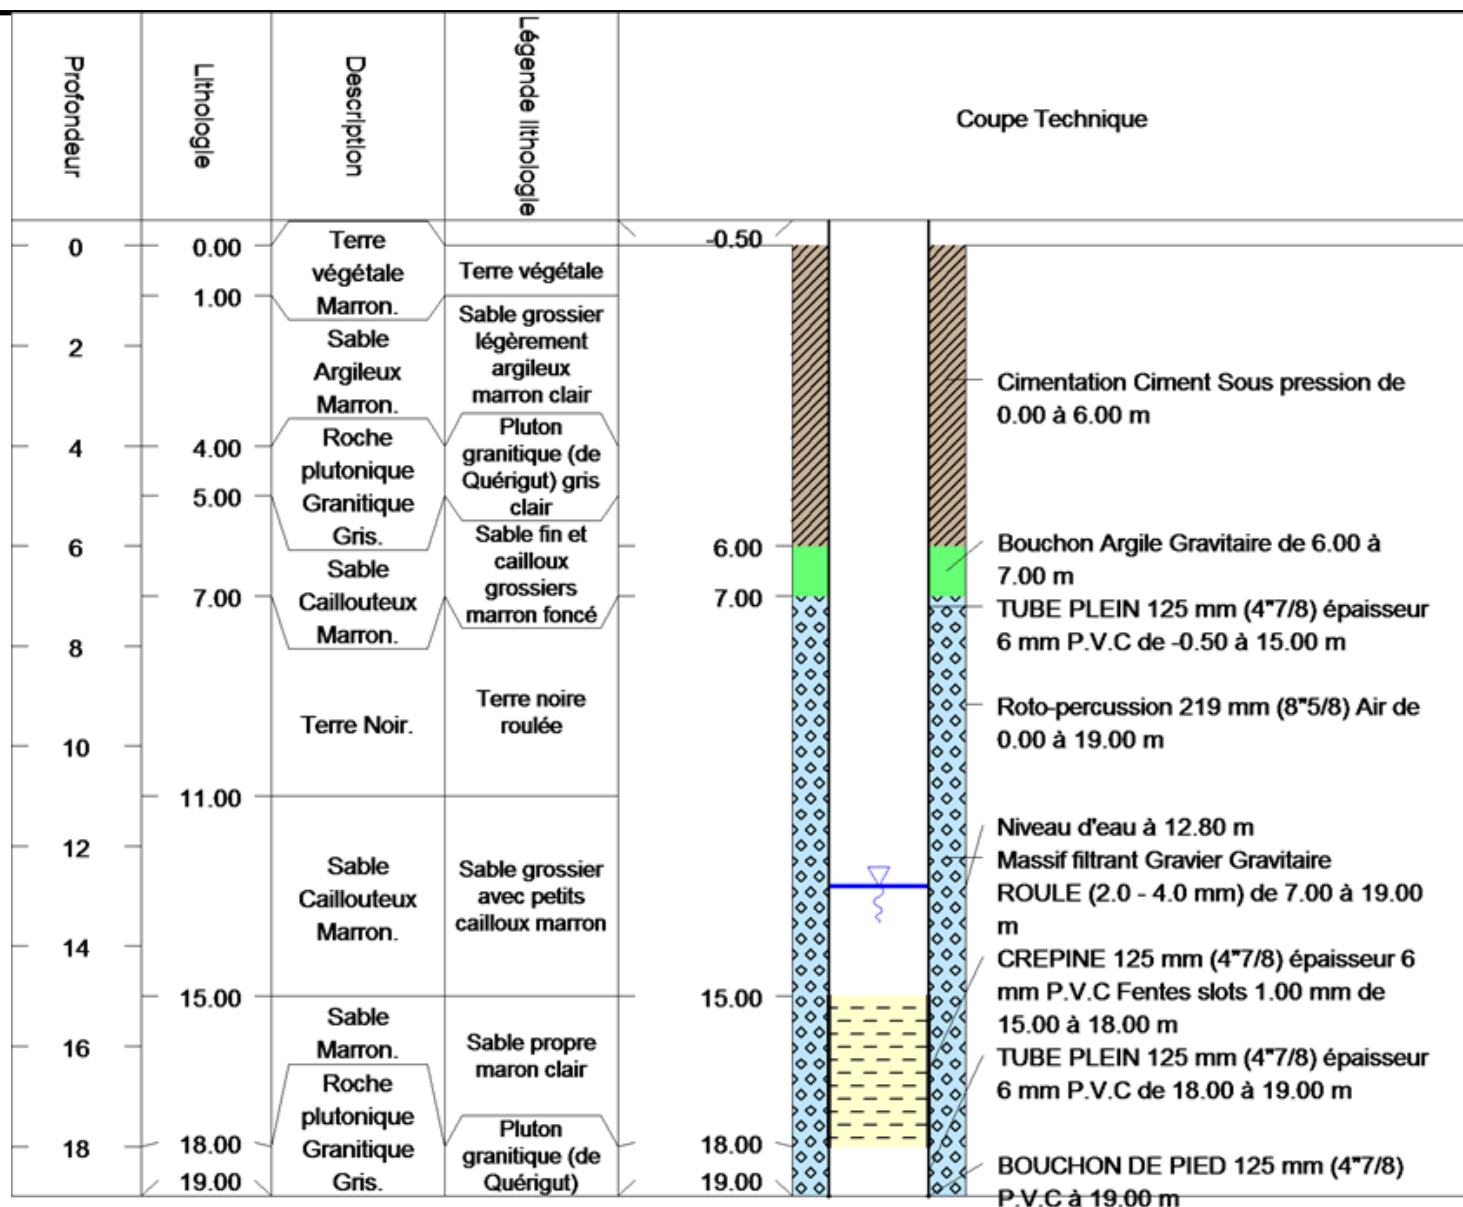 Profondeur
Lithologie
Description
Légende lithologie
Coupe Technique
0
2
4
6
8
10
12
14
16
18
0.00
1.00
4.00
5.00
7.00
11.00
15.00
18.00
19.00
Terre
végétale
Marron.
Sable
Argileux
Marron.
Roche
plutonique
Granitique
Gris.
Sable
Caillouteux
Marron.
Terre Noir.
Sable
Caillouteux
Marron.
Sable
Marron.
Roche
plutonique
Granitique
Gris.
Terre végétale
Sable grossier
légèrement
argileux
marron clair
Pluton
granitique (de
Quérigut) gris
clair
Sable fin et
cailloux
grossiers
marron foncé
Terre noire
roulée
Sable grossier
avec petits
cailloux marron
Sable propre
maron clair
Pluton
granitique (de
Quérigut)
-0.50
6.00
7.00
15.00
18.00
19.00
Cimentation Ciment Sous pression de
0.00 à 6.00 m
Bouchon Argile Gravitaire de 6.00 à
7.00 m
TUBE PLEIN 125 mm (4"7/8) épaisseur
6 mm P.V.C de -0.50 à 15.00 m
Roto-percussion 219 mm (8"5/8) Air de
0.00 à 19.00 m
Niveau d'eau à 12.80 m
Massif filtrant Gravier Gravitaire
ROULE (2.0 - 4.0 mm) de 7.00 à 19.00
m
CREPINE 125 mm (4"7/8) épaisseur 6
mm P.V.C Fentes slots 1.00 mm de
15.00 à 18.00 m
TUBE PLEIN 125 mm (4"7/8) épaisseur
6 mm P.V.C de 18.00 à 19.00 m
BOUCHON DE PIED 125 mm (4"7/8)
P.V.C à 19.00 m